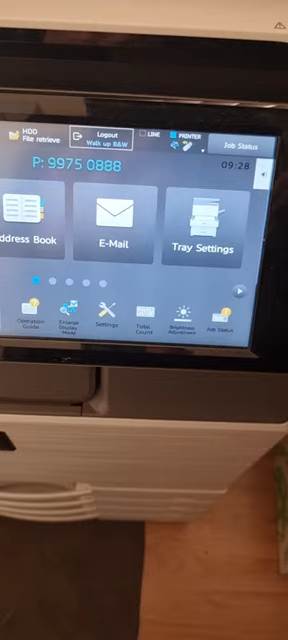 HDD
File retrieve
Logout
Walk up B&W
LINE
PRINTER
Job Status
P: 9975 0888
09:28
ddress Book
E-Mail
Tray Settings
Operation
Guide
Enlarge
Display
Mode
Settings
Total
Count
Brightness
Adjustment
Job Status